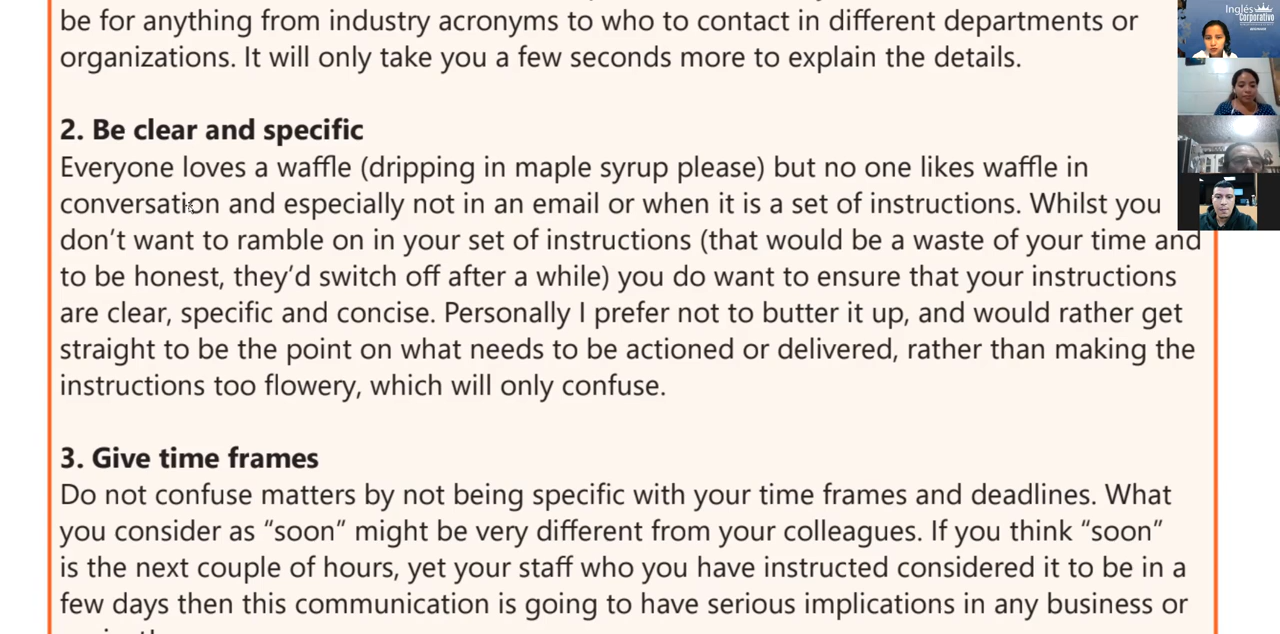 be for anything from industry acronyms to who to contact in different departments or
organizations. It will only take you a few seconds more to explain the details.
2. Be clear and specific
Everyone loves a waffle (dripping in maple syrup please) but no one likes waffle in
conversation and especially not in an email or when it is a set of instructions. Whilst you
don’t want to ramble on in your set of instructions (that would be a waste of your time and
to be honest, they’d switch off after a while) you do want to ensure that your instructions
are clear, specific and concise. Personally I prefer not to butter it up, and would rather get
straight to be the point on what needs to be actioned or delivered, rather than making the
instructions too flowery, which will only confuse.
3. Give time frames
Do not confuse matters by not being specific with your time frames and deadlines. What
you consider as “soon” might be very different from your colleagues. If you think “soon”
is the next couple of hours, yet your staff who you have instructed considered it to be in a
few days then this communication is going to have serious implications in any business or
Inglés
Corporativo